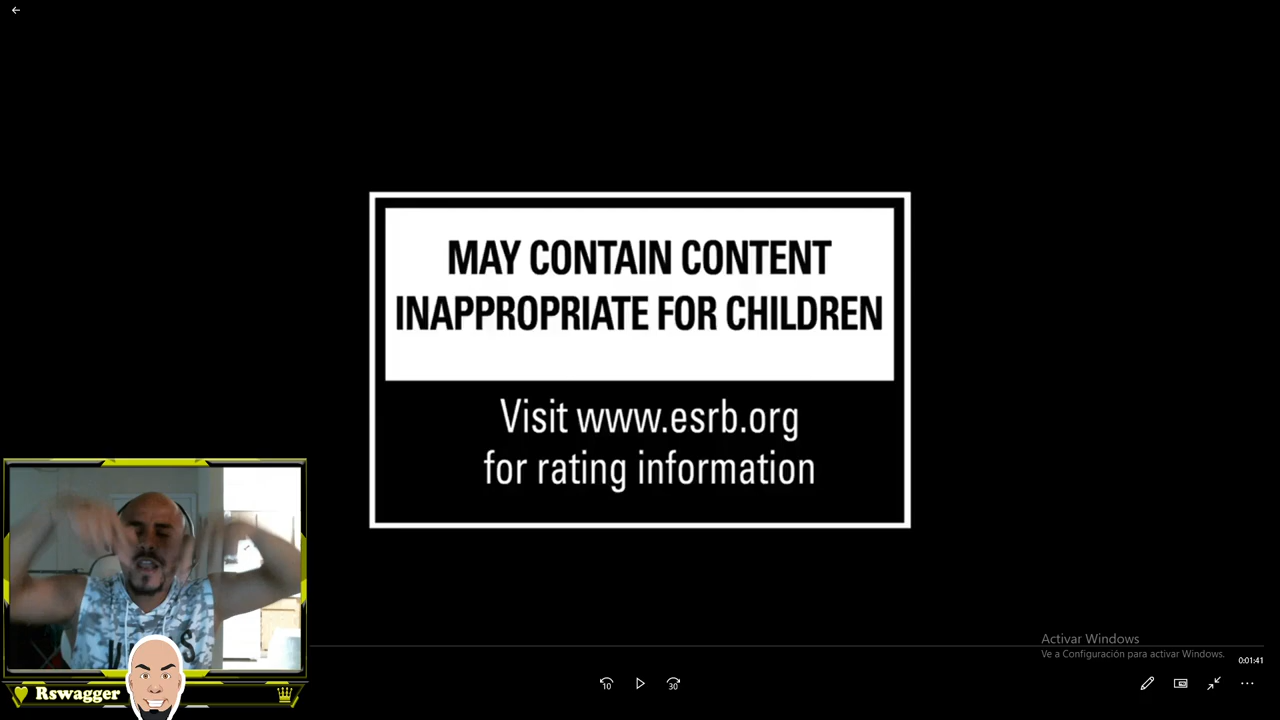 MAY CONTAIN CONTENT
INAPPROPRIATE FOR CHILDREN
Visit www.esrb.org
for rating information
Activar Windows
Ve a Configuración para activar Windows.
0:01:41
10
30
Rswagger